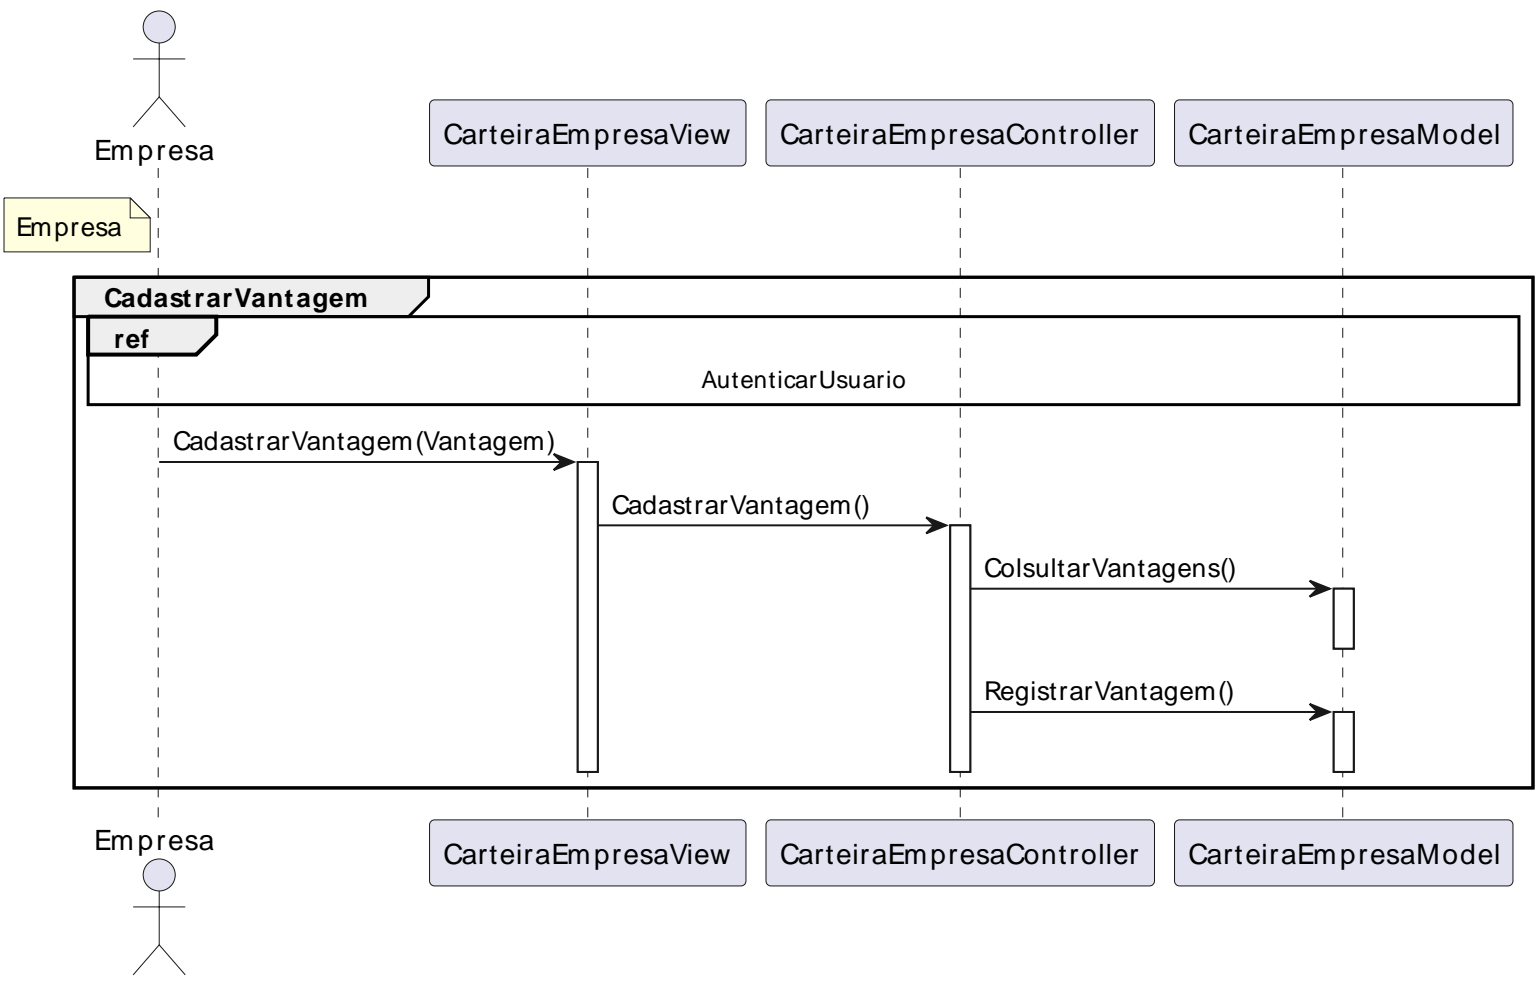 Empresa
CarteiraEmpresaView
CarteiraEmpresaController
CarteiraEmpresaModel
Empresa
CadastrarVantagem
ref
AutenticarUsuario
CadastrarVantagem(Vantagem)
CadastrarVantagem()
ColsultarVantagens()
RegistrarVantagem()
Empresa
CarteiraEmpresaView
CarteiraEmpresaController
CarteiraEmpresaModel